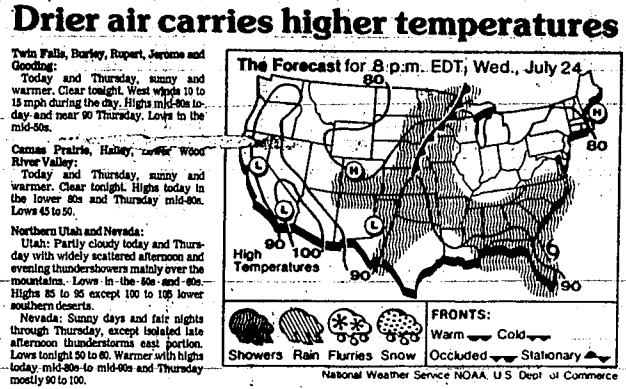 Drier air carries higher temperatures
Twin Falls, Burley, Rupert, Jerome and
Gooding:
Today and Thursday, sunny and
warmer. Clear tonight. West winds 10 to
15 mph during the day. Highs mid-80s to-
day and near 90 Thursday. Lows in the
mid-50s.
Camas Prairie, Hailey, Lower Wood
River Valley:
Today and Thursday, sunny and
warmer. Clear tonight. Highs today in
the lower 80s and Thursday mid-80s.
Lows 45 to 50.
Northern Utah and Nevada:
Utah: Partly cloudy today and Thurs-
day with widely scattered afternoon and
evening thundershowers mainly over the
mountains. Lows in the 50s and 60s.
Highs 85 to 95 except 100 to 105 lower
southern deserts.
Nevada: Sunny days and fair nights
through Thursday, except isolated late
afternoon thunderstorms east portion.
Lows tonight 50 to 60. Warmer with highs
today mid-80s to mid-90s and Thursday
mostly 90 to 100.
The Forecast for 8 p.m. EDT, Wed., July 24
80
H
80
L
H
L
L
90 100
High
Temperatures
90
90
Showers Rain Flurries Snow
FRONTS:
Warm Cold
Occluded Stationary
National Weather Service NOAA, U S Dept of Commerce